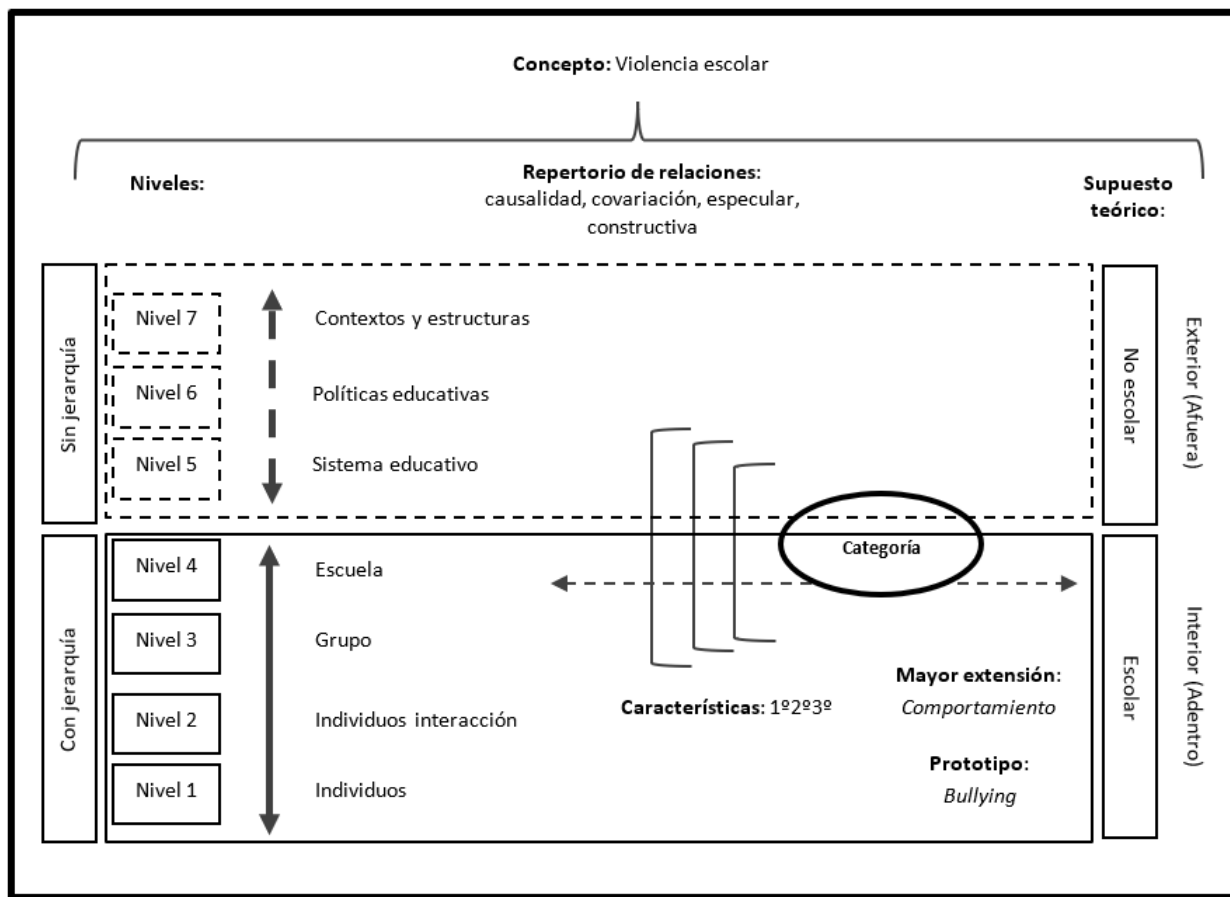 Concepto: Violencia escolar
Niveles:
Repertorio de relaciones:
causalidad, covariación, especular,
constructiva
Supuesto
teórico:
Sin jerarquía
Nivel 7
Contextos y estructuras
Nivel 6
Políticas educativas
Nivel 5
Sistema educativo
No escolar
Exterior (Afuera)
Categoría
Con jerarquía
Nivel 4
Escuela
Nivel 3
Grupo
Nivel 2
Individuos interacción
Nivel 1
Individuos
Características: 1º2º3º
Mayor extensión:
Comportamiento
Prototipo:
Bullying
Escolar
Interior (Adentro)